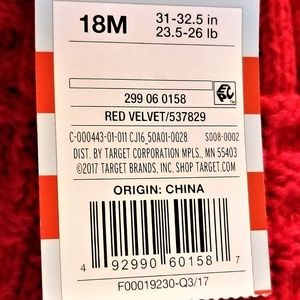 18M
31-32.5 in
23.5-26 lb
299 06 0158
RED VELVET/537829
C-000443-01-011 CJ16_50A01-0028 S008-0002
DIST. BY TARGET CORPORATION MPLS., MN 55403
©2017 TARGET BRANDS, INC. SHOP TARGET.COM
ORIGIN: CHINA
4 92990 60158 7
F00019230-Q3/17